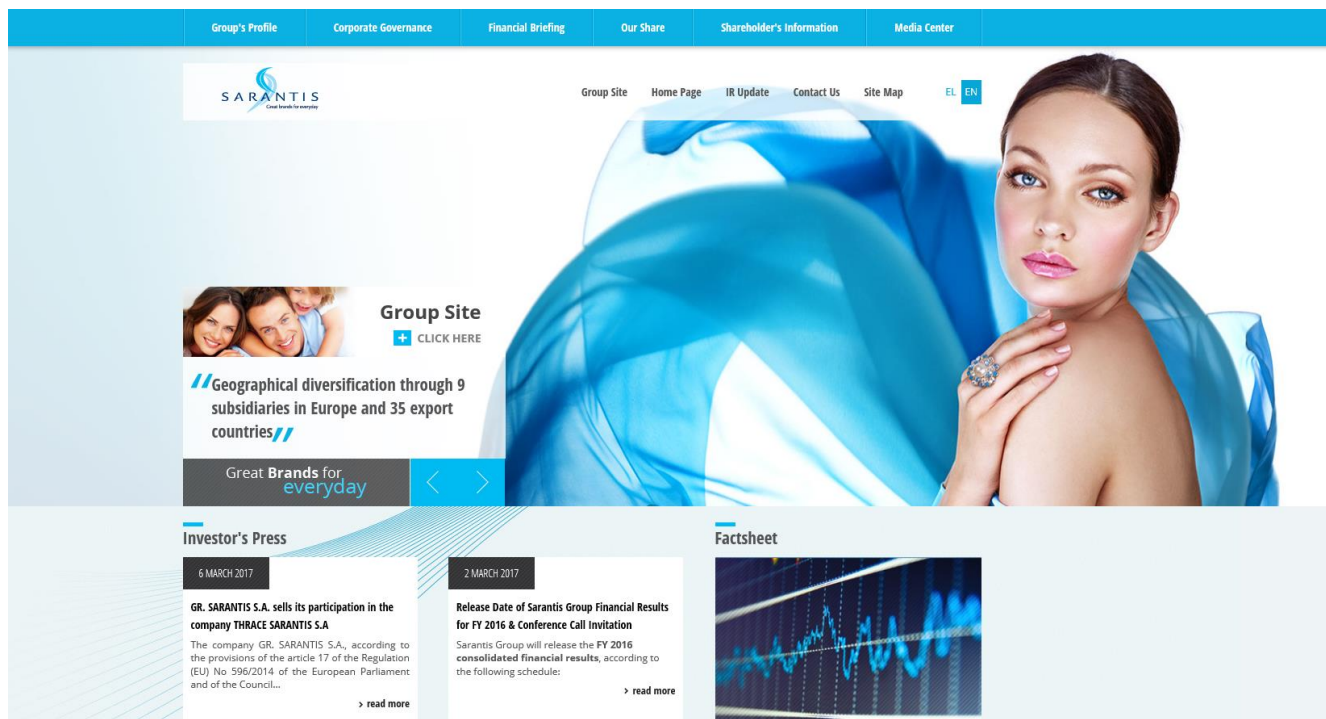 Group's Profile Corporate Governance Financial Briefing Our Share Shareholder's Information Media Center
SARANTIS
Great brands for everyday
Group Site Home Page IR Update Contact Us Site Map EL EN
Group Site
+ CLICK HERE
"Geographical diversification through 9
subsidiaries in Europe and 35 export
countries"
Great Brands for
everyday
Investor's Press
6 MARCH 2017
GR. SARANTIS S.A. sells its participation in the
company THRACE SARANTIS S.A
The company GR. SARANTIS S.A., according to
the provisions of the article 17 of the Regulation
(EU) No 596/2014 of the European Parliament
and of the Council...
> read more
2 MARCH 2017
Release Date of Sarantis Group Financial Results
for FY 2016 & Conference Call Invitation
Sarantis Group will release the FY 2016
consolidated financial results, according to
the following schedule:
> read more
Factsheet